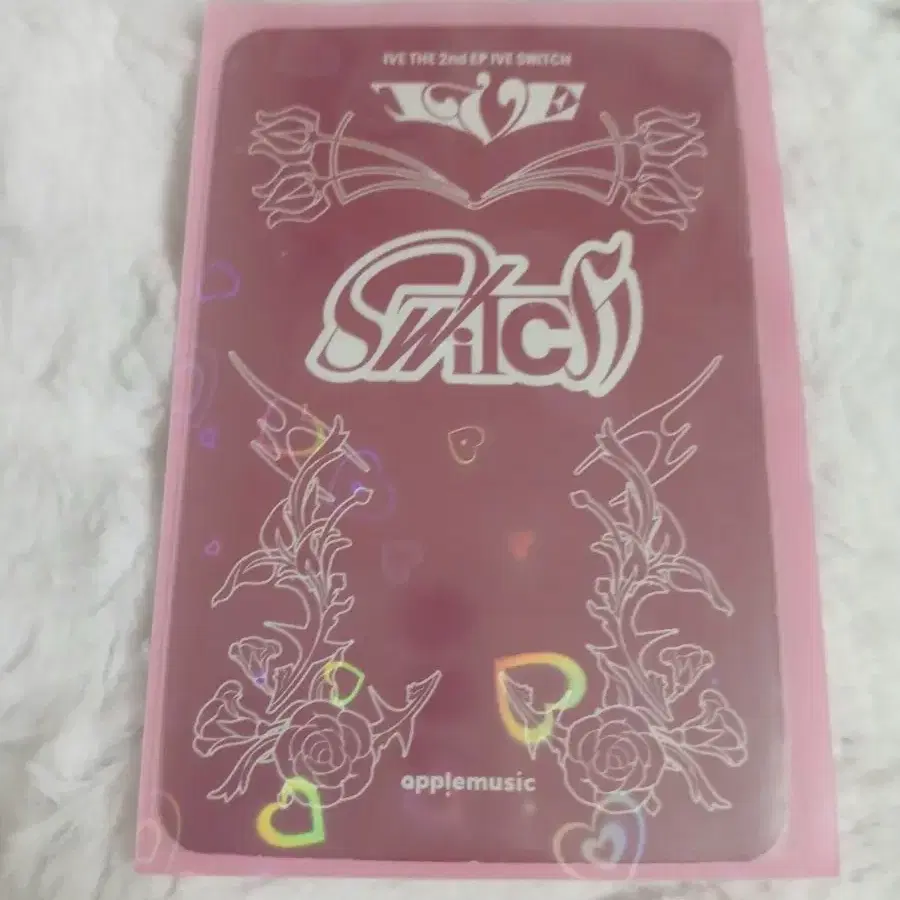 IVE THE 2nd EP IVE SWITCH
IVE
Switch
applemusic